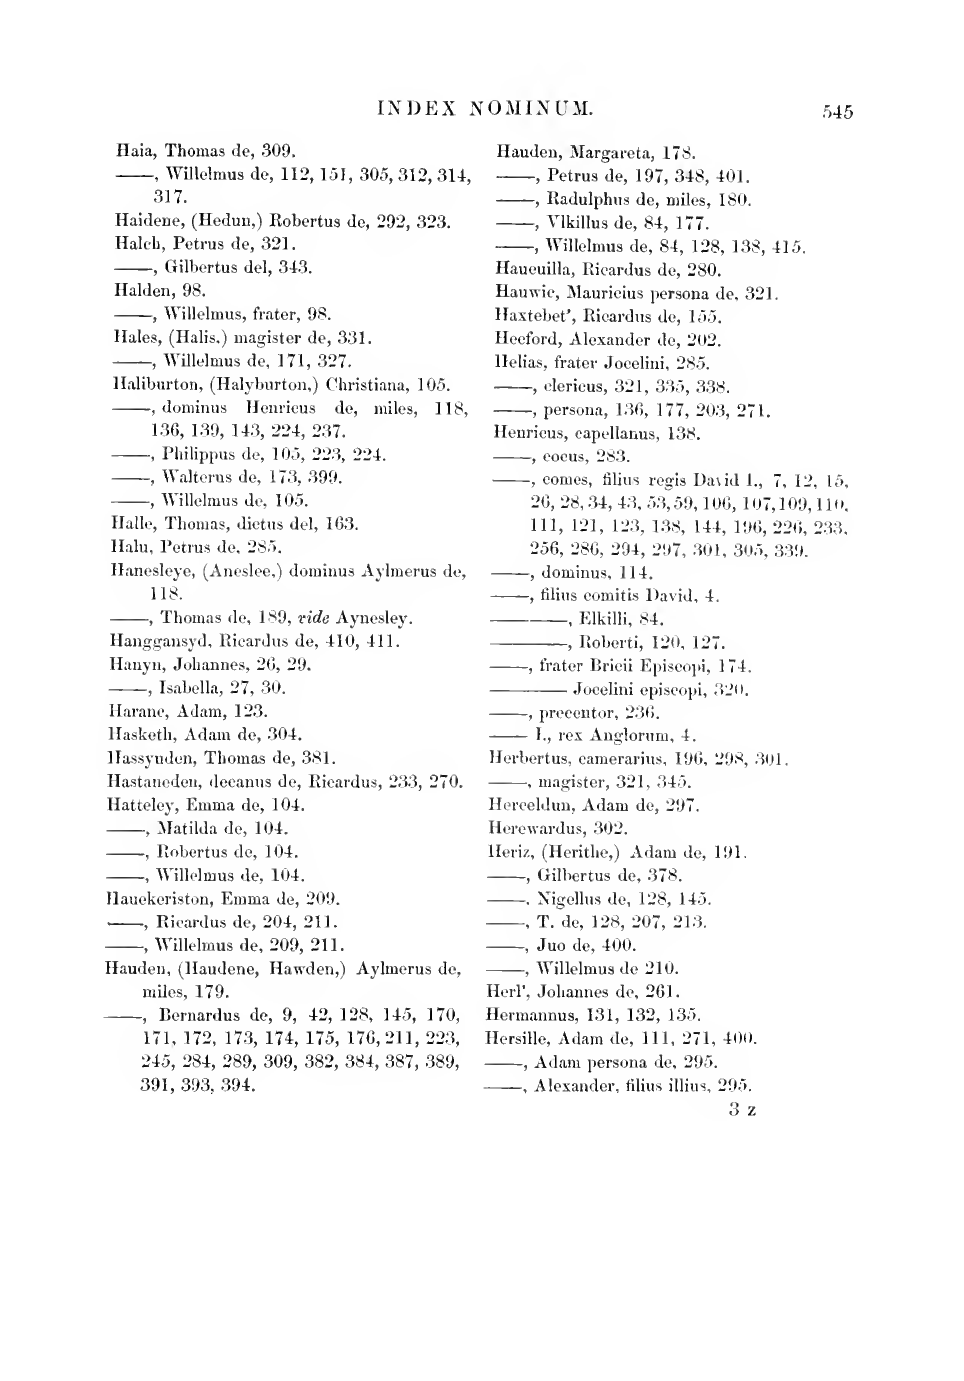 INDEX NOMINUM. 545
Haia, Thomas de, 309.
——, Willelmus de, 112, 151, 305, 312, 314,
317.
Haidene, (Hedun,) Robertus de, 292, 323.
Halch, Petrus de, 321.
——, Gilbertus del, 343.
Halden, 98.
——, Willelmus, frater, 98.
Hales, (Halis,) magister de, 331.
——, Willelmus de, 171, 327.
Haliburton, (Halyburton,) Christiana, 105.
——, dominus Henricus de, miles, 118,
136, 139, 143, 224, 237.
——, Philippus de, 105, 223, 224.
——, Walterus de, 173, 399.
——, Willelmus de, 105.
Halle, Thomas, dictus del, 163.
Halu, Petrus de, 285.
Hanesleye, (Aneslee,) dominus Aylmerus de,
118.
——, Thomas de, 189, vide Aynesley.
Hanggansyd, Ricardus de, 410, 411.
Hanyn, Johannes, 26, 29.
——, Isabella, 27, 30.
Harane, Adam, 123.
Hasketh, Adam de, 304.
Hassynden, Thomas de, 381.
Hastaneden, decanus de, Ricardus, 233, 270.
Hatteley, Emma de, 104.
——, Matilda de, 104.
——, Robertus de, 104.
——, Willelmus de, 104.
Hauekeriston, Emma de, 209.
——, Ricardus de, 204, 211.
——, Willelmus de, 209, 211.
Hauden, (Haudene, Hawden,) Aylmerus de,
miles, 179.
——, Bernardus de, 9, 42, 128, 145, 170,
171, 172, 173, 174, 175, 176, 211, 223,
245, 284, 289, 309, 382, 384, 387, 389,
391, 393, 394.
Hauden, Margareta, 178.
——, Petrus de, 197, 348, 401.
——, Radulphus de, miles, 180.
——, Vlkillus de, 84, 177.
——, Willelmus de, 84, 128, 138, 415.
Haucuilla, Ricardus de, 280.
Hauwic, Mauricius persona de, 321.
Haxtebet', Ricardus de, 155.
Hecford, Alexander de, 202.
Helias, frater Jocelini, 285.
——, clericus, 321, 335, 338.
——, persona, 136, 177, 203, 271.
Henricus, capellanus, 138.
——, cocus, 283.
——, comes, filius regis David I., 7, 12, 15,
26, 28, 34, 43, 53, 59, 106, 107, 109, 110,
111, 121, 123, 138, 144, 196, 226, 233,
256, 286, 294, 297, 301, 305, 339.
——, dominus, 114.
——, filius comitis David, 4.
————, Elkilli, 84.
————, Roberti, 120, 127.
——, frater Bricii Episcopi, 174.
———— Jocelini episcopi, 320.
——, precentor, 236.
—— I., rex Anglorum, 4.
Herbertus, camerarius, 196, 298, 301.
——, magister, 321, 345.
Herceldun, Adam de, 297.
Herewardus, 302.
Heriz, (Herithe,) Adam de, 191.
——, Gilbertus de, 378.
——, Nigellus de, 128, 145.
——, T. de, 128, 207, 213.
——, Juo de, 400.
——, Willelmus de 210.
Herl', Johannes de, 261.
Hermannus, 131, 132, 135.
Hersille, Adam de, 111, 271, 400.
——, Adam persona de, 295.
——, Alexander, filius illius, 295.
3 z